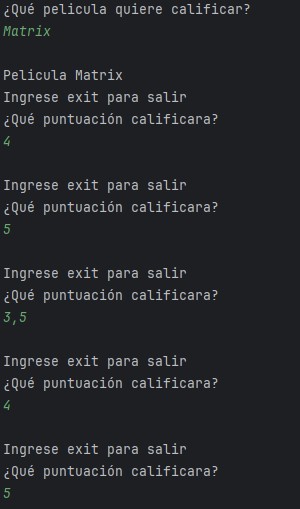 ¿Qué pelicula quiere calificar?
Matrix
Pelicula Matrix
Ingrese exit para salir
¿Qué puntuación calificara?
4
Ingrese exit para salir
¿Qué puntuación calificara?
5
Ingrese exit para salir
¿Qué puntuación calificara?
3,5
Ingrese exit para salir
¿Qué puntuación calificara?
4
Ingrese exit para salir
¿Qué puntuación calificara?
5